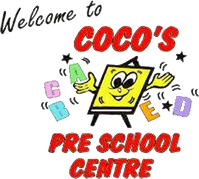 Welcome to
COCO'S
A
C
B E D
PRE SCHOOL
CENTRE